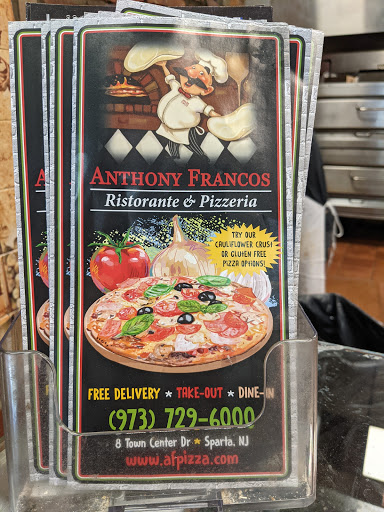 ANTHONY FRANCOS
Ristorante & Pizzeria
TRY OUR
CAULIFLOWER CRUST
OR GLUTEN FREE
PIZZA OPTIONS!
FREE DELIVERY * TAKE-OUT * DINE-IN
(973) 729-6000
8 Town Center Dr * Sparta, NJ
www.afpizza.com